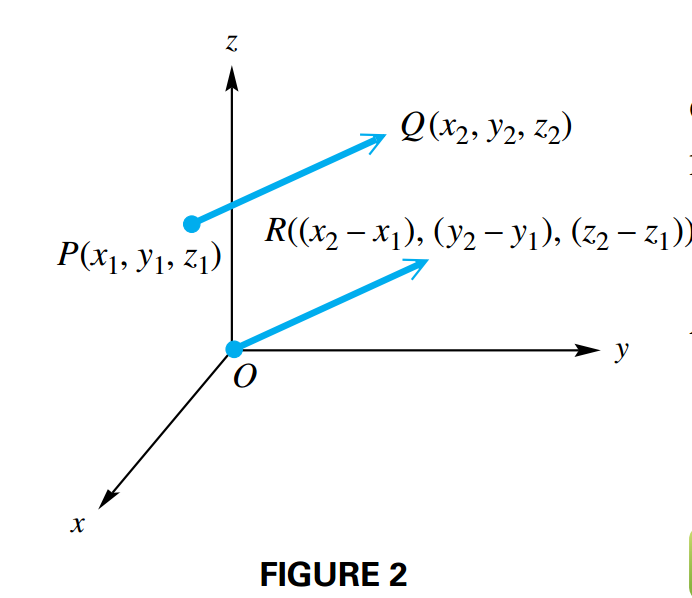 z
Q(x₂, y₂, z₂)
R((x₂ − x₁), (y₂ − y₁), (z₂ − z₁))
P(x₁, y₁, z₁)
y
O
x
FIGURE 2